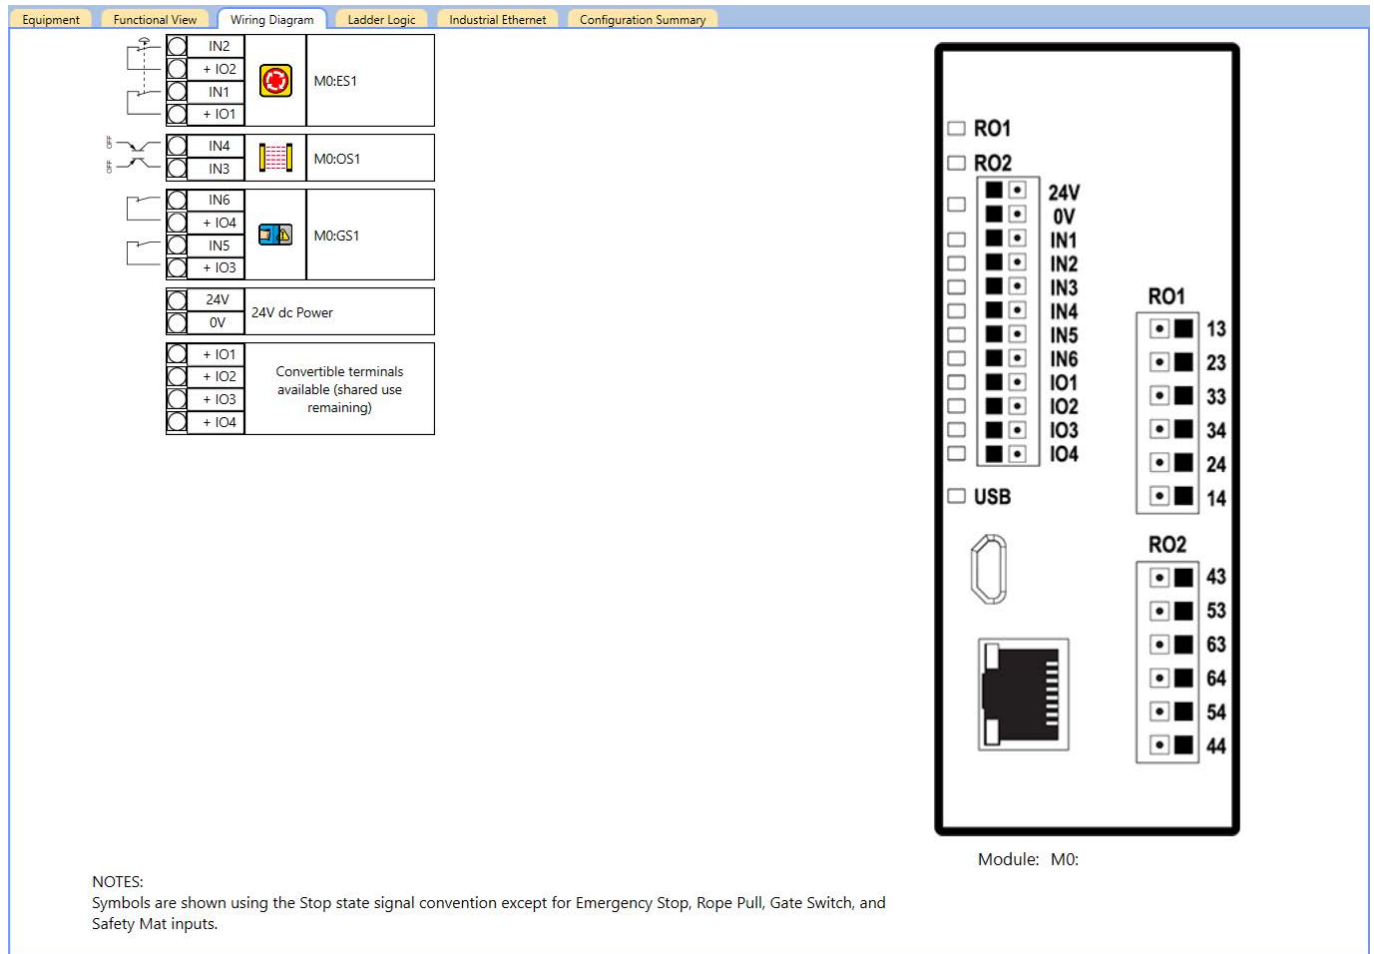 Equipment
Functional View
Wiring Diagram
Ladder Logic
Industrial Ethernet
Configuration Summary
IN2
+ IO2
IN1
+ IO1
M0:ES1
OFF
OFF
IN4
IN3
M0:OS1
IN6
+ IO4
IN5
+ IO3
M0:GS1
24V
0V
24V dc Power
+ IO1
+ IO2
+ IO3
+ IO4
Convertible terminals
available (shared use
remaining)
RO1
RO2
24V
0V
IN1
IN2
IN3
IN4
IN5
IN6
IO1
IO2
IO3
IO4
USB
RO1
13
23
33
34
24
14
RO2
43
53
63
64
54
44
Module: M0:
NOTES:
Symbols are shown using the Stop state signal convention except for Emergency Stop, Rope Pull, Gate Switch, and
Safety Mat inputs.